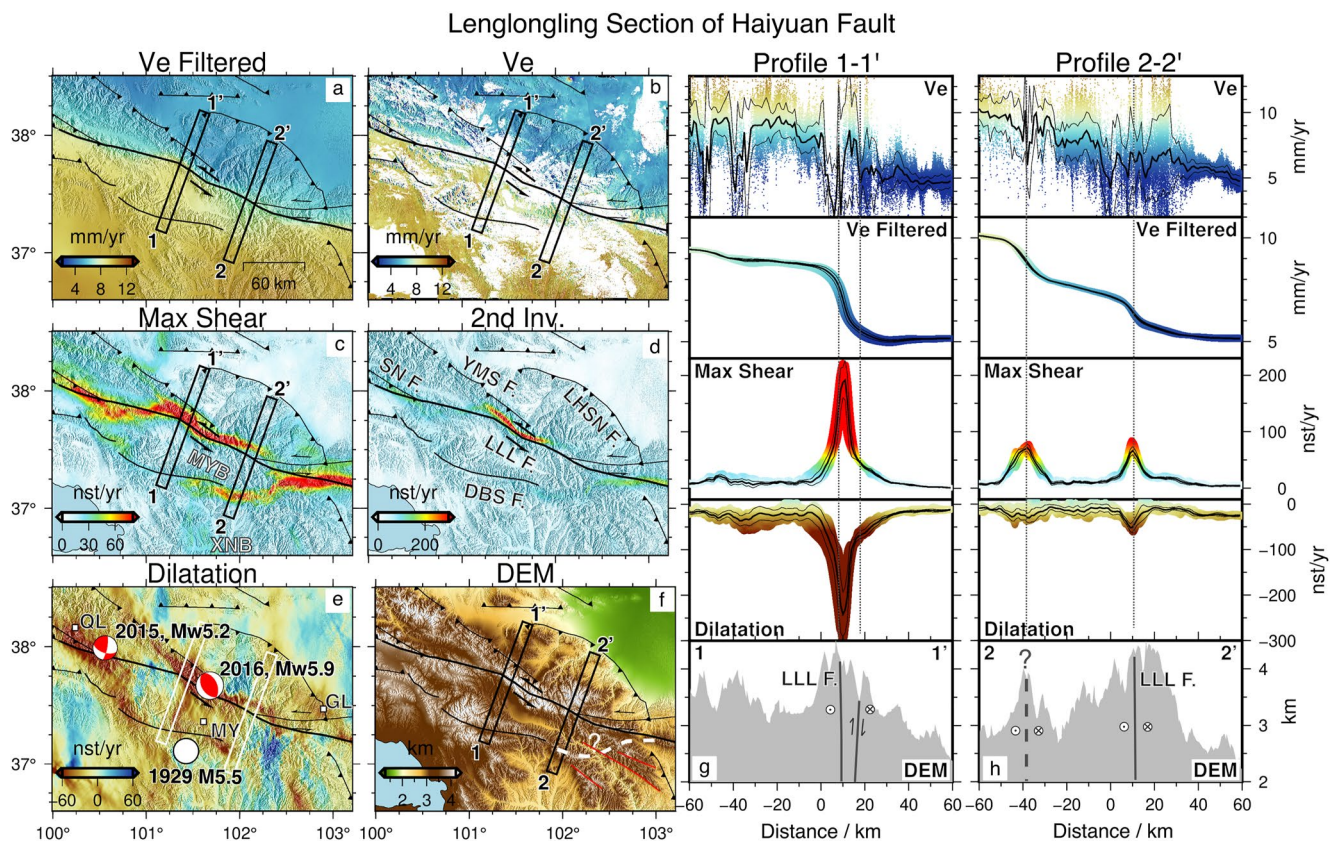 Lenglongling Section of Haiyuan Fault
Ve Filtered
Ve
Profile 1-1'
Profile 2-2'
a
1'
2'
1
2
38°
37°
mm/yr
4 8 12
60 km
b
1'
2'
1
2
mm/yr
4 8 12
Ve
Ve
10
5
mm/yr
Ve Filtered
Ve Filtered
10
5
mm/yr
Max Shear
2nd Inv.
c
1'
2'
MYB
1
2
XNB
38°
37°
nst/yr
0 30 60
d
SN F.
YMS F.
LHSN F.
LLL F.
DBS F.
nst/yr
0 200
Max Shear
Max Shear
200
100
0
nst/yr
Dilatation
Dilatation
0
−100
−200
−300
nst/yr
Dilatation
DEM
e
QL
2015, Mw5.2
2016, Mw5.9
GL
MY
1929 M5.5
38°
37°
nst/yr
−60 0 60
100° 101° 102° 103°
f
1'
2'
1
2
?
km
1 2 3 4
100° 101° 102° 103°
1
1'
LLL F.
g
DEM
−60 −40 −20 0 20 40 60
Distance / km
2
2'
?
LLL F.
h
DEM
4
3
2
km
−60 −40 −20 0 20 40 60
Distance / km